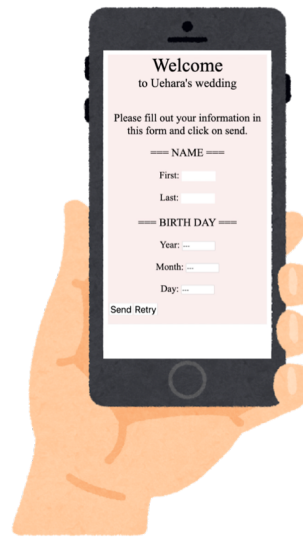 Welcome
to Uehara's wedding
Please fill out your information in
this form and click on send.
=== NAME ===
First:
Last:
=== BIRTH DAY ===
Year: ---
Month: ---
Day: ---
Send Retry